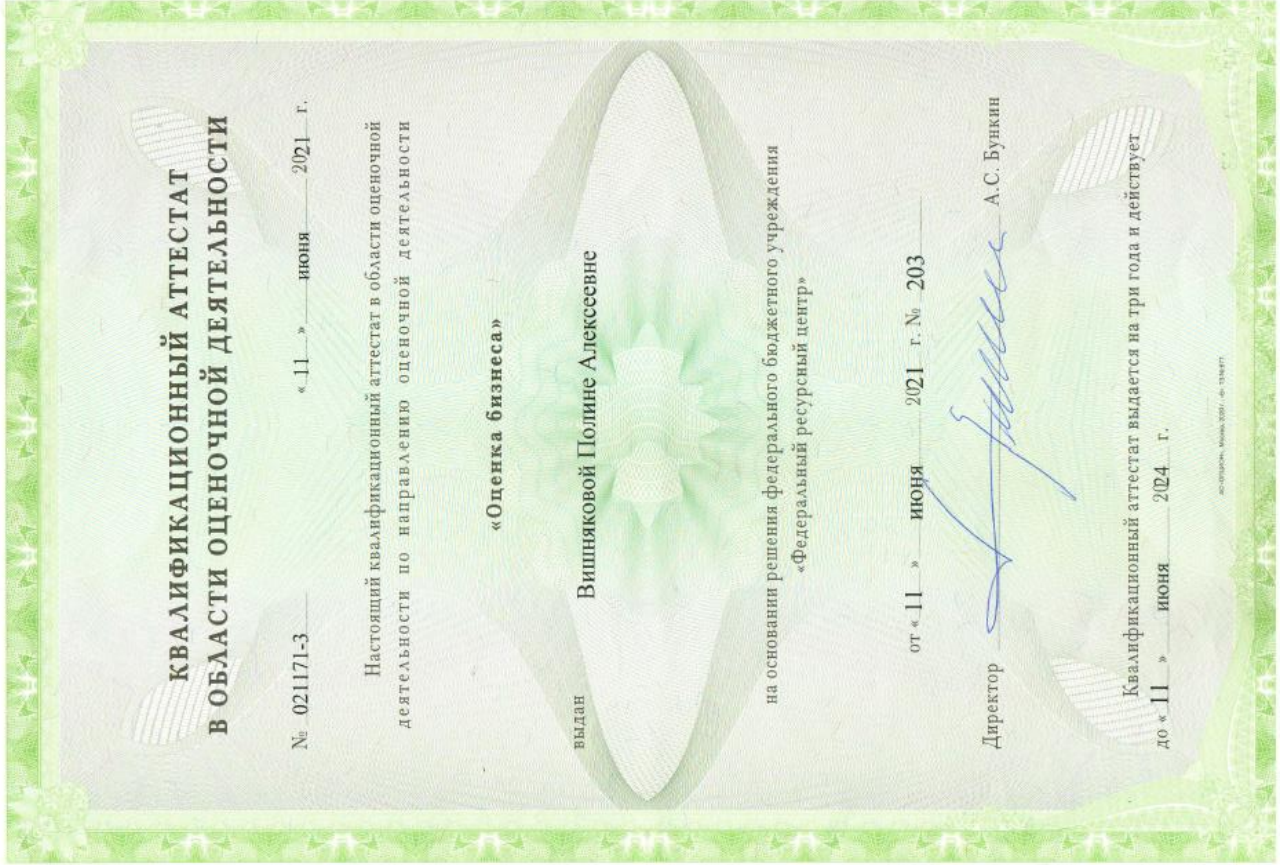 КВАЛИФИКАЦИОННЫЙ АТТЕСТАТ
В ОБЛАСТИ ОЦЕНОЧНОЙ ДЕЯТЕЛЬНОСТИ
№ 021171-3 « 11 » июня 2021 г.
Настоящий квалификационный аттестат в области оценочной
деятельности по направлению оценочной деятельности
«Оценка бизнеса»
выдан Вишняковой Полине Алексеевне
на основании решения федерального бюджетного учреждения
«Федеральный ресурсный центр»
от « 11 » июня 2021 г. № 203
Директор А.С. Бункин
Квалификационный аттестат выдается на три года и действует
до « 11 » июня 2024 г.